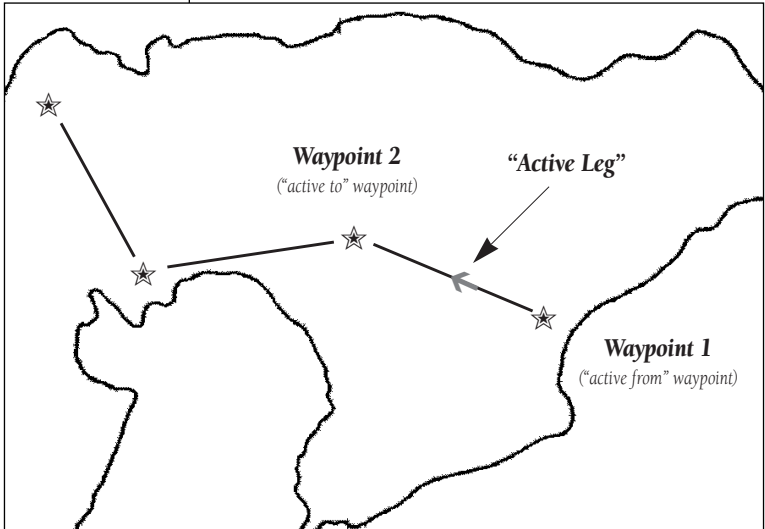 Waypoint 2
(“active to” waypoint)
“Active Leg”
Waypoint 1
(“active from” waypoint)